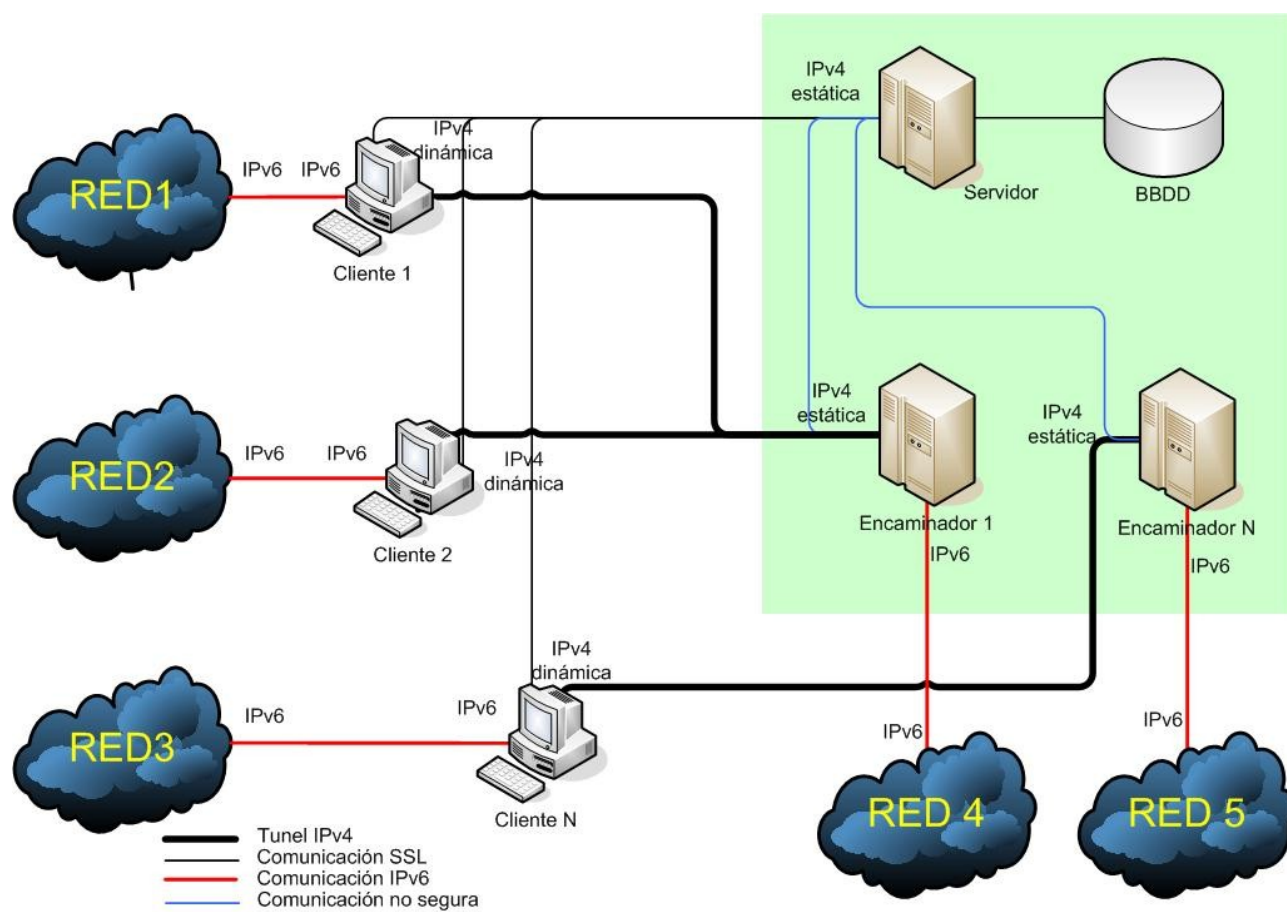 IPv4
estática
Servidor
BBDD
IPv4
dinámica
RED1
IPv6
IPv6
Cliente 1
IPv4
estática
Encaminador 1
IPv6
IPv4
estática
Encaminador N
IPv6
RED2
IPv6
IPv6
Cliente 2
IPv4
dinámica
IPv4
dinámica
RED3
IPv6
IPv6
Cliente N
IPv6
RED 4
IPv6
RED 5
Tunel IPv4
Comunicación SSL
Comunicación IPv6
Comunicación no segura